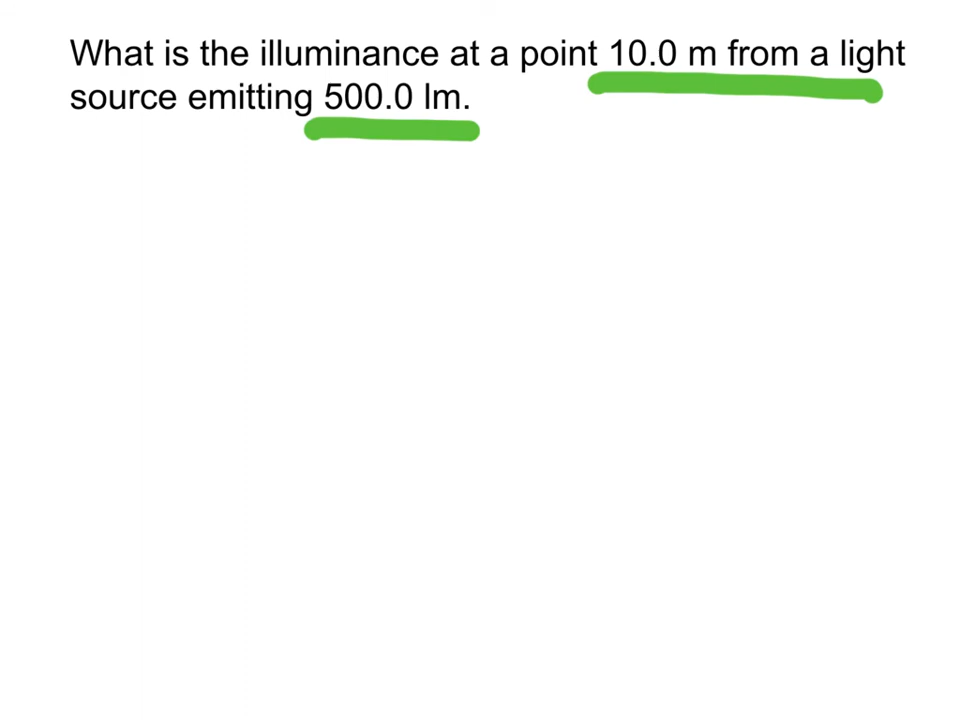 What is the illuminance at a point 10.0 m from a light
source emitting 500.0 lm.